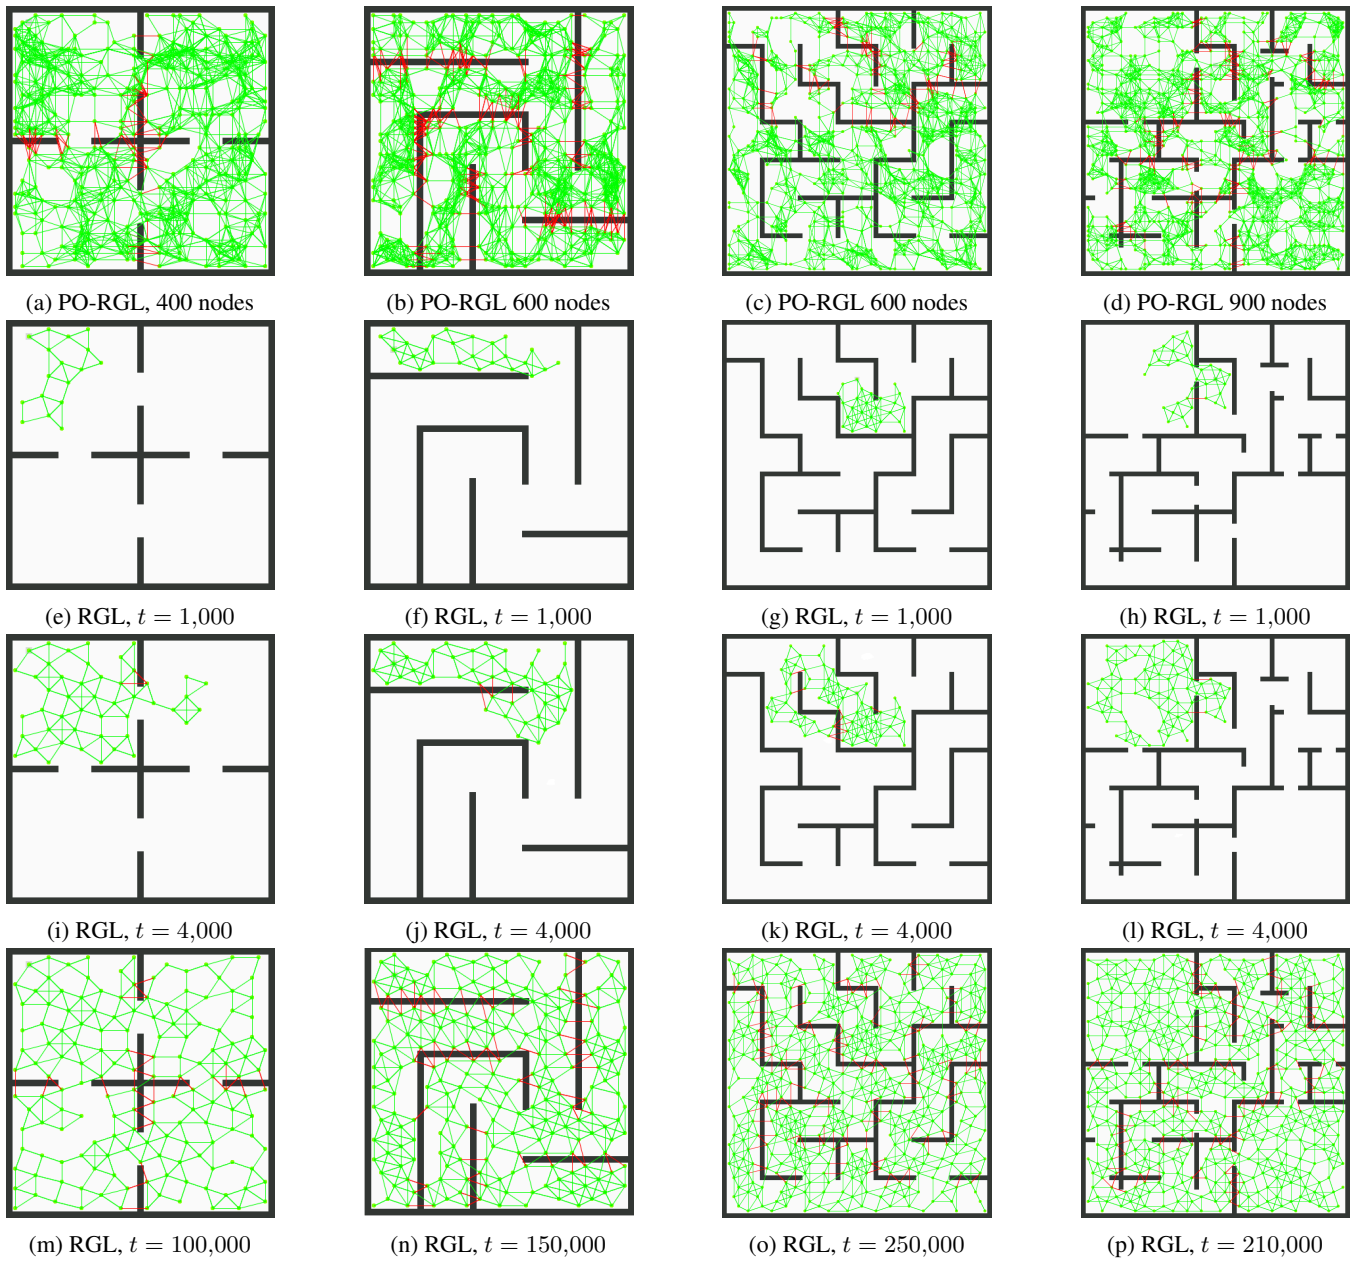 (a) PO-RGL, 400 nodes
(b) PO-RGL 600 nodes
(c) PO-RGL 600 nodes
(d) PO-RGL 900 nodes
(e) RGL, t = 1,000
(f) RGL, t = 1,000
(g) RGL, t = 1,000
(h) RGL, t = 1,000
(i) RGL, t = 4,000
(j) RGL, t = 4,000
(k) RGL, t = 4,000
(l) RGL, t = 4,000
(m) RGL, t = 100,000
(n) RGL, t = 150,000
(o) RGL, t = 250,000
(p) RGL, t = 210,000